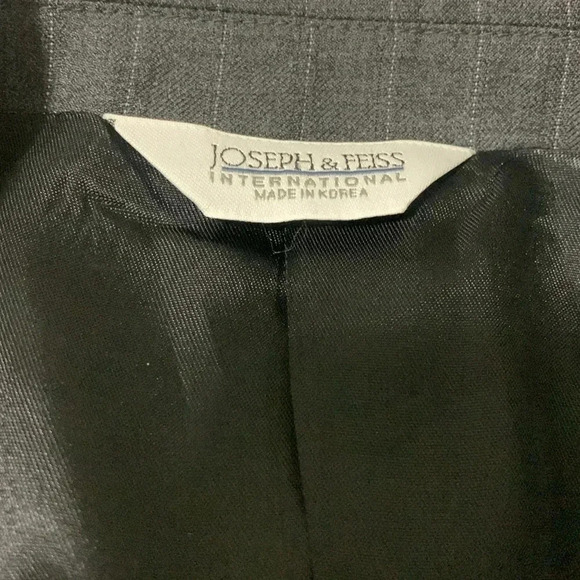 JOSEPH & FEISS
INTERNATIONAL
MADE IN KOREA